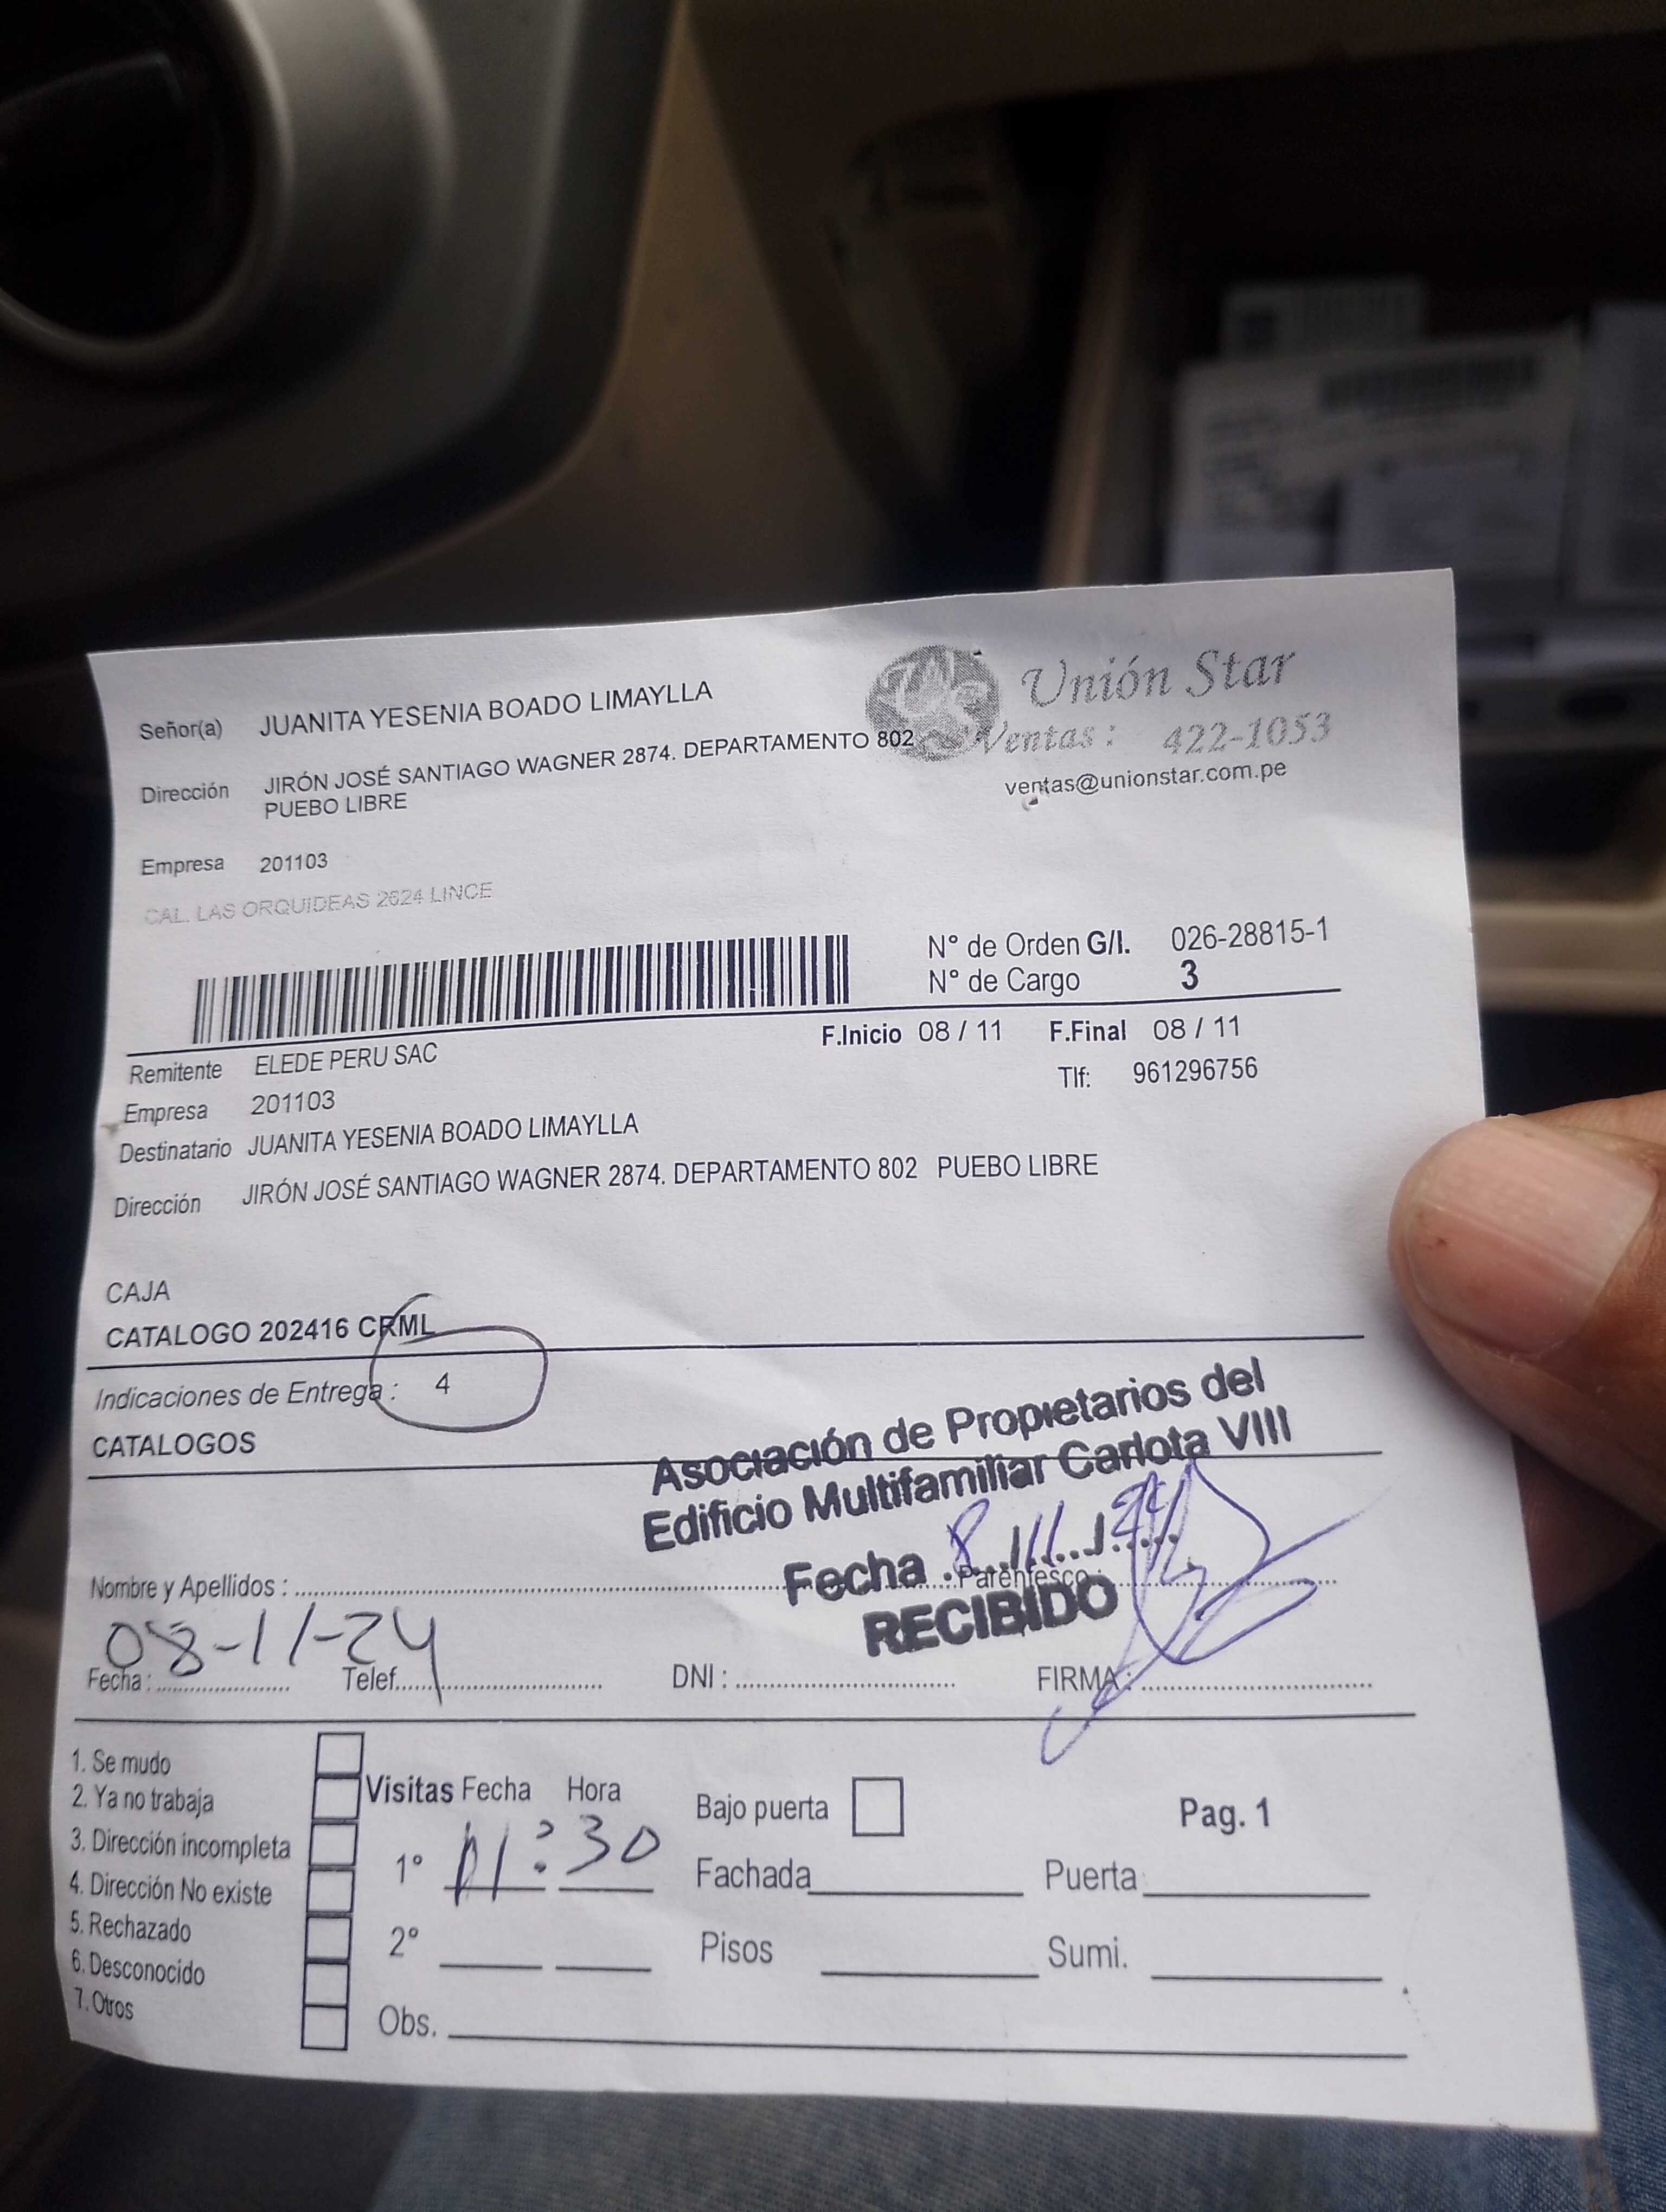 Señor(a) JUANITA YESENIA BOADO LIMAYLLA
Unión Star
Dirección JIRÓN JOSÉ SANTIAGO WAGNER 2874. DEPARTAMENTO 802
PUEBO LIBRE
Ventas : 422-1053
ventas@unionstar.com.pe
Empresa 201103
CAL. LAS ORQUIDEAS 2624 LINCE
N° de Orden G/I. 026-28815-1
N° de Cargo 3
F.Inicio 08 / 11 F.Final 08 / 11
Remitente ELEDE PERU SAC
Tlf: 961296756
Empresa 201103
Destinatario JUANITA YESENIA BOADO LIMAYLLA
Dirección JIRÓN JOSÉ SANTIAGO WAGNER 2874. DEPARTAMENTO 802 PUEBO LIBRE
CAJA
CATALOGO 202416 CRML
Indicaciones de Entrega : 4
CATALOGOS
Asociación de Propietarios del
Edificio Multifamiliar Carlota VIII
Fecha 8 / 11 / 24
Nombre y Apellidos : Parentesco :
RECIBIDO
08-11-24
Fecha : Telef. DNI : FIRMA :
1. Se mudo
2. Ya no trabaja
3. Dirección incompleta
4. Dirección No existe
5. Rechazado
6. Desconocido
7. Otros
Visitas Fecha Hora
1° 11:30
2°
Obs.
Bajo puerta Pag. 1
Fachada Puerta
Pisos Sumi.